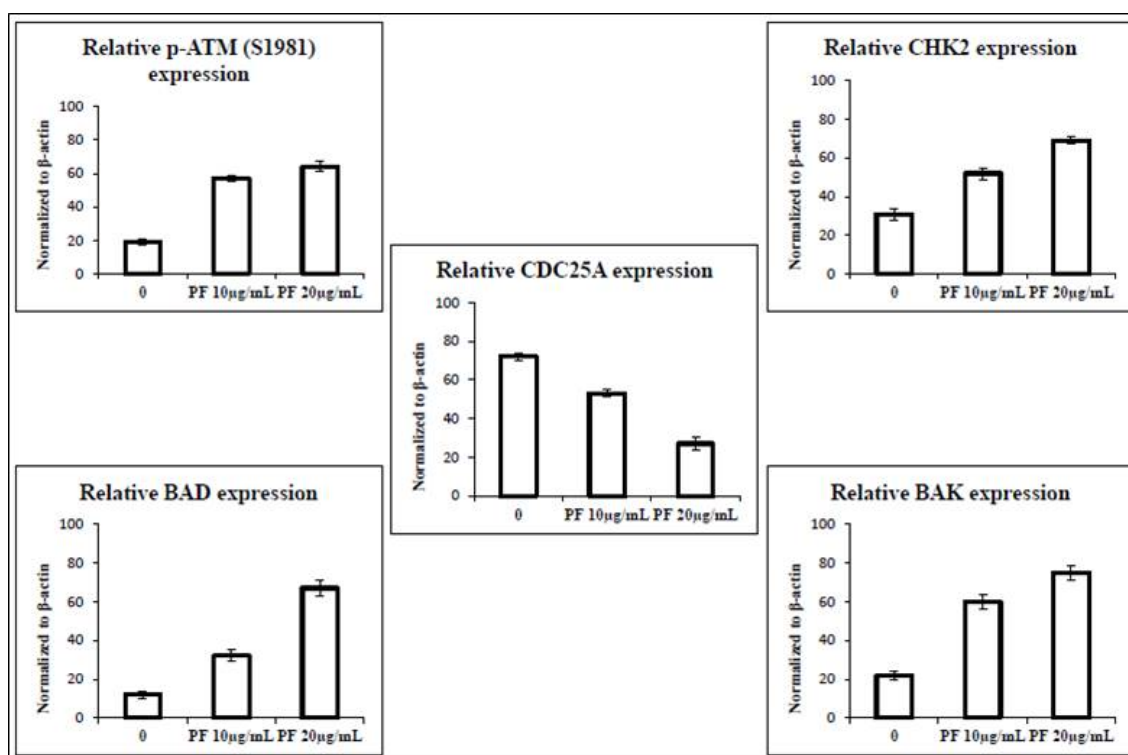 Relative p-ATM (S1981)
expression
Normalized to β-actin
100
80
60
40
20
0
0 PF 10µg/mL PF 20µg/mL
Relative CHK2 expression
Normalized to β-actin
100
80
60
40
20
0
0 PF 10µg/mL PF 20µg/mL
Relative CDC25A expression
Normalized to β-actin
100
80
60
40
20
0
0 PF 10µg/mL PF 20µg/mL
Relative BAD expression
Normalized to β-actin
100
80
60
40
20
0
0 PF 10µg/mL PF 20µg/mL
Relative BAK expression
Normalized to β-actin
100
80
60
40
20
0
0 PF 10µg/mL PF 20µg/mL